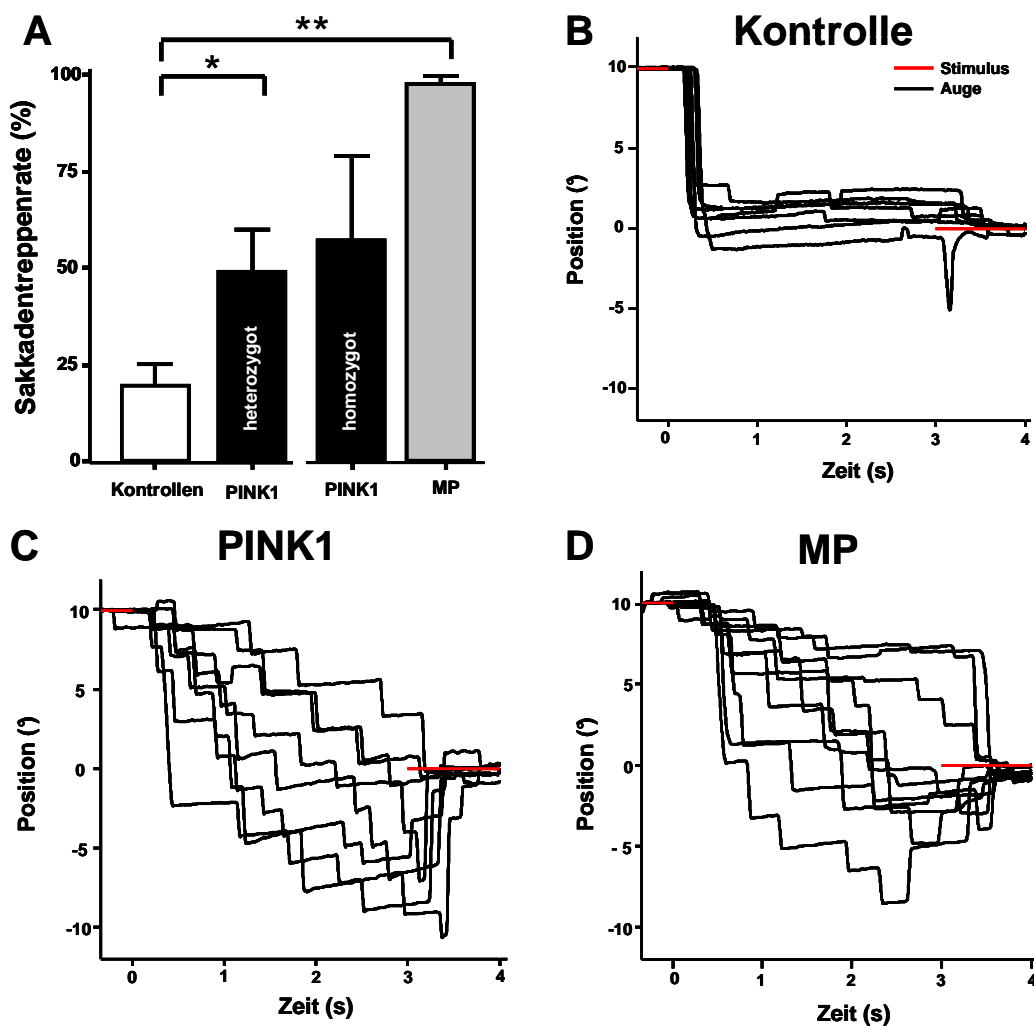 A
**
*
Sakkadentreppenrate (%)
100
75
50
25
0
heterozygot
homozygot
Kontrollen
PINK1
PINK1
MP
B
Kontrolle
Stimulus
Auge
Position (°)
10
5
0
-5
-10
0
1
2
3
4
Zeit (s)
C
PINK1
Position (°)
10
5
0
-5
-10
0
1
2
3
4
Zeit (s)
D
MP
Position (°)
10
5
0
- 5
-10
0
1
2
3
4
Zeit (s)